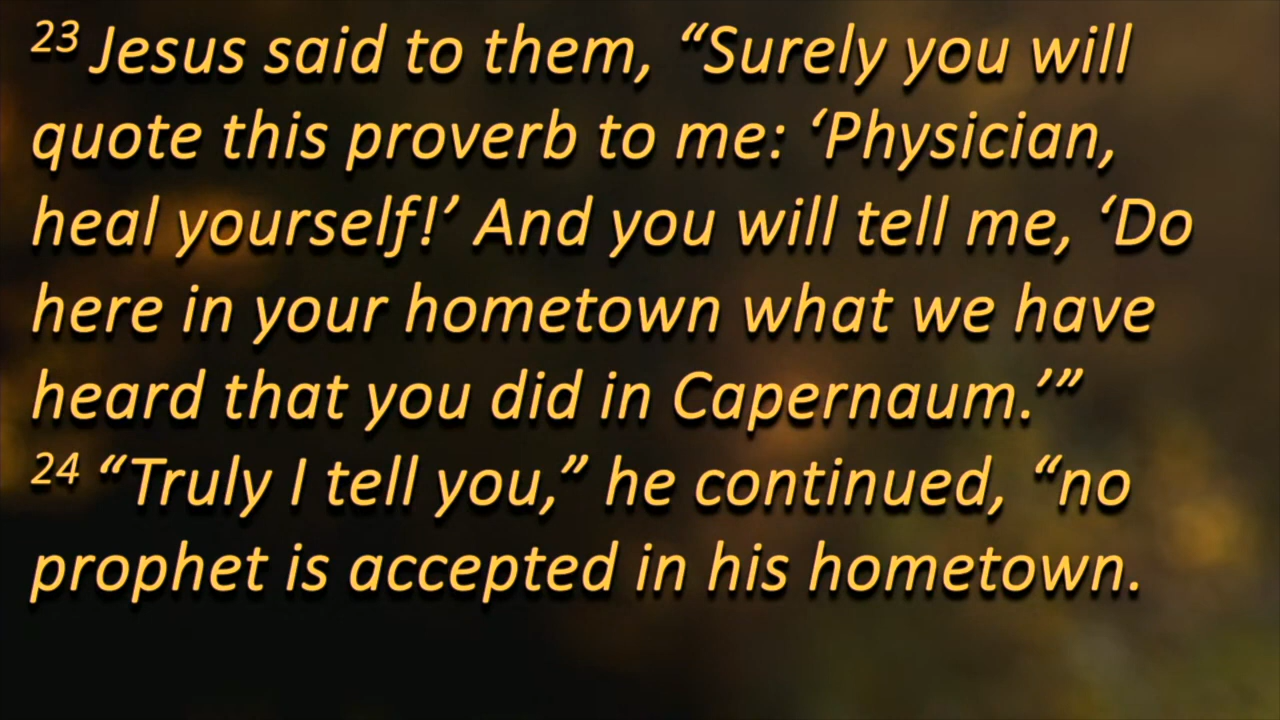 23 Jesus said to them, “Surely you will
quote this proverb to me: ‘Physician,
heal yourself!’ And you will tell me, ‘Do
here in your hometown what we have
heard that you did in Capernaum.’”
24 “Truly I tell you,” he continued, “no
prophet is accepted in his hometown.